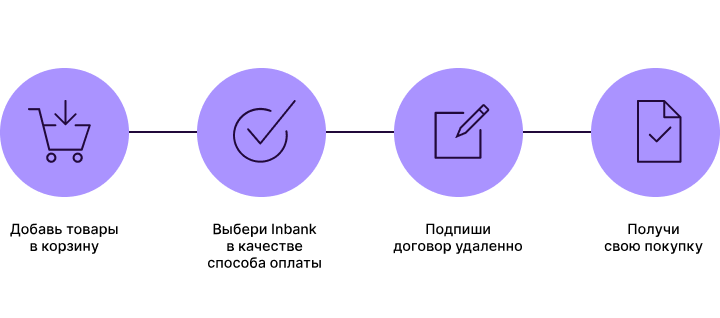 Добавь товары
в корзину
Выбери Inbank
в качестве
способа оплаты
Подпиши
договор удаленно
Получи
свою покупку